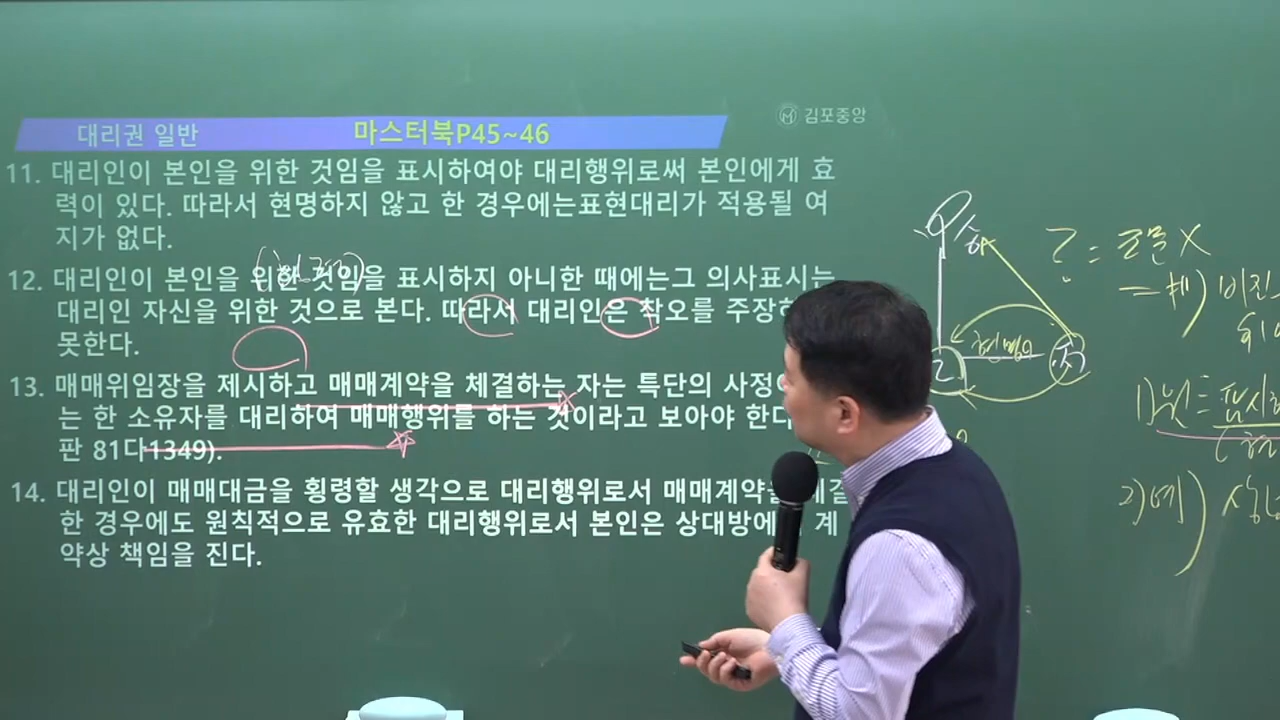 김포중앙
대리권 일반 마스터북P45~46
11. 대리인이 본인을 위한 것임을 표시하여야 대리행위로써 본인에게 효
력이 있다. 따라서 현명하지 않고 한 경우에는표현대리가 적용될 여
지가 없다.
12. 대리인이 본인을 위한 것임을 표시하지 아니한 때에는그 의사표시는
대리인 자신을 위한 것으로 본다. 따라서 대리인은 착오를 주장하
못한다.
13. 매매위임장을 제시하고 매매계약을 체결하는 자는 특단의 사정
는 한 소유자를 대리하여 매매행위를 하는 것이라고 보아야 한다
판 81다1349).
14. 대리인이 매매대금을 횡령할 생각으로 대리행위로서 매매계약을 체결
한 경우에도 원칙적으로 유효한 대리행위로서 본인은 상대방에 계
약상 책임을 진다.
현명